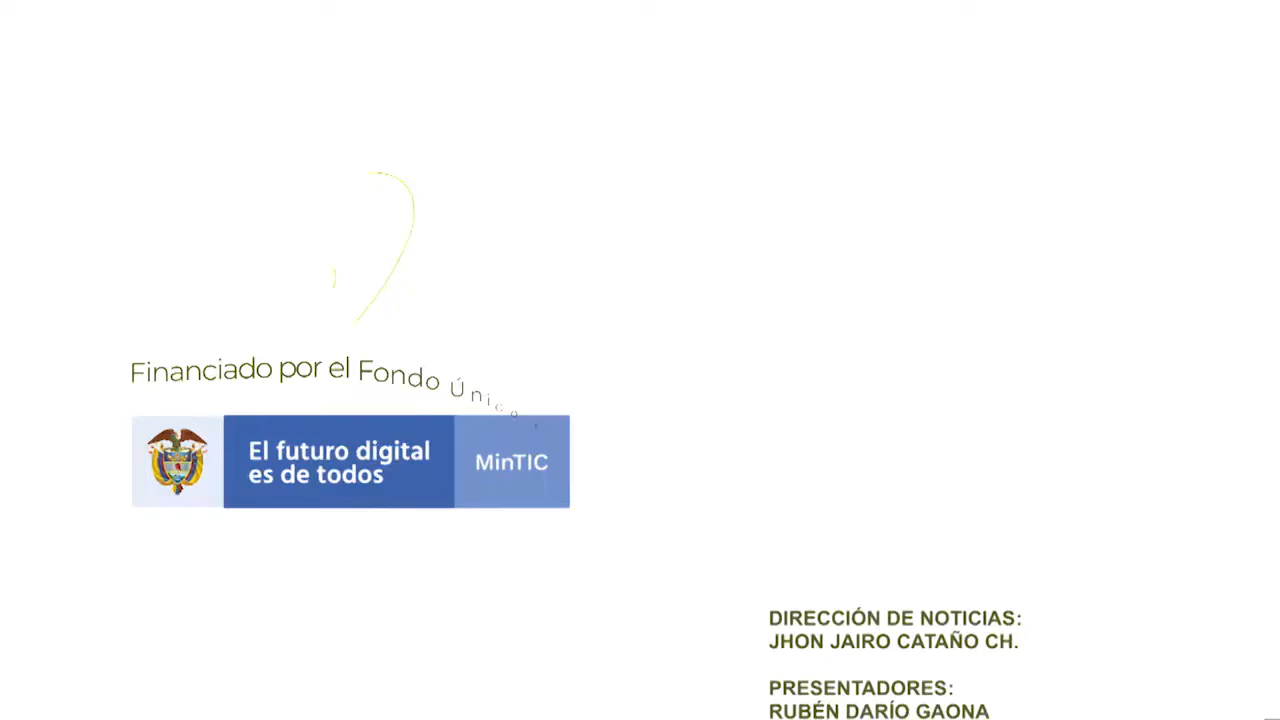 Financiado por el Fondo Único
El futuro digital
es de todos
MinTIC
DIRECCIÓN DE NOTICIAS:
JHON JAIRO CATAÑO CH.
PRESENTADORES:
RUBÉN DARÍO GAONA